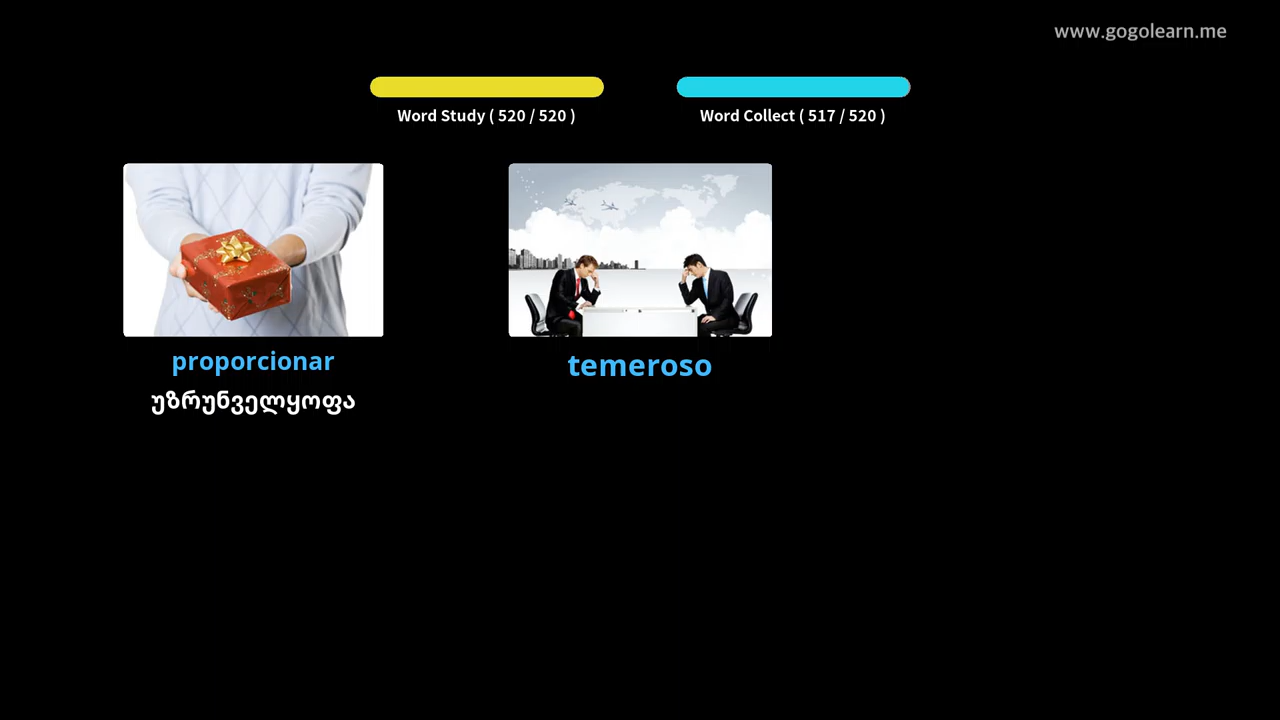 www.gogolearn.me
Word Study ( 520 / 520 )
Word Collect ( 517 / 520 )
proporcionar
temeroso
უზრუნველყოფა